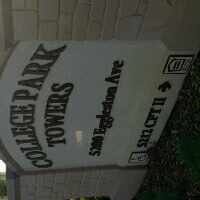 COLLEGE PARK
TOWERS
5200 Eggleston Ave
5212 CPT II →